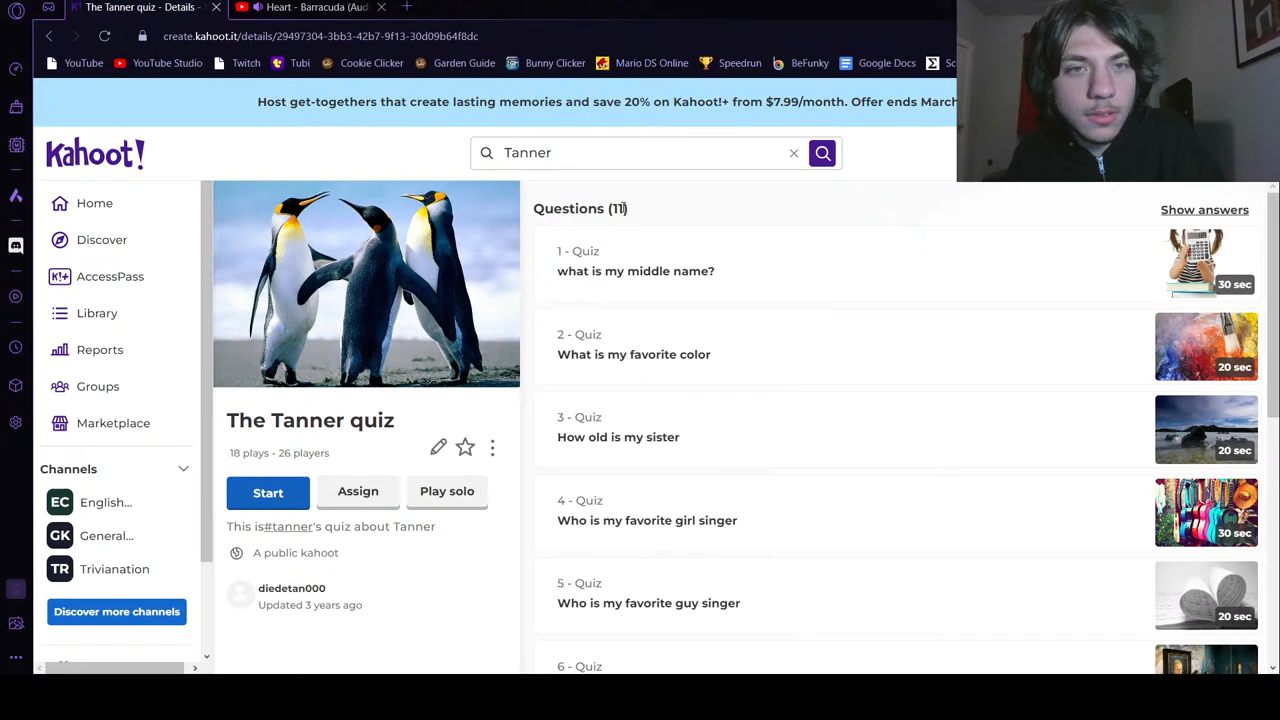 The Tanner quiz - Details -
Heart - Barracuda (Aud
create.kahoot.it/details/29497304-3bb3-42b7-9f13-30d09b64f8dc
YouTube
YouTube Studio
Twitch
Tubi
Cookie Clicker
Garden Guide
Bunny Clicker
Mario DS Online
Speedrun
BeFunky
Google Docs
Sc
Host get-togethers that create lasting memories and save 20% on Kahoot!+ from $7.99/month. Offer ends March
Kahoot!
Tanner
Home
Discover
K!+ AccessPass
Library
Reports
Groups
Marketplace
Channels
EC English...
GK General...
TR Trivianation
Discover more channels
The Tanner quiz
18 plays · 26 players
Start
Assign
Play solo
This is#tanner's quiz about Tanner
A public kahoot
diedetan000
Updated 3 years ago
Questions (11)
Show answers
1 - Quiz
what is my middle name?
30 sec
2 - Quiz
What is my favorite color
20 sec
3 - Quiz
How old is my sister
20 sec
4 - Quiz
Who is my favorite girl singer
30 sec
5 - Quiz
Who is my favorite guy singer
20 sec
6 - Quiz